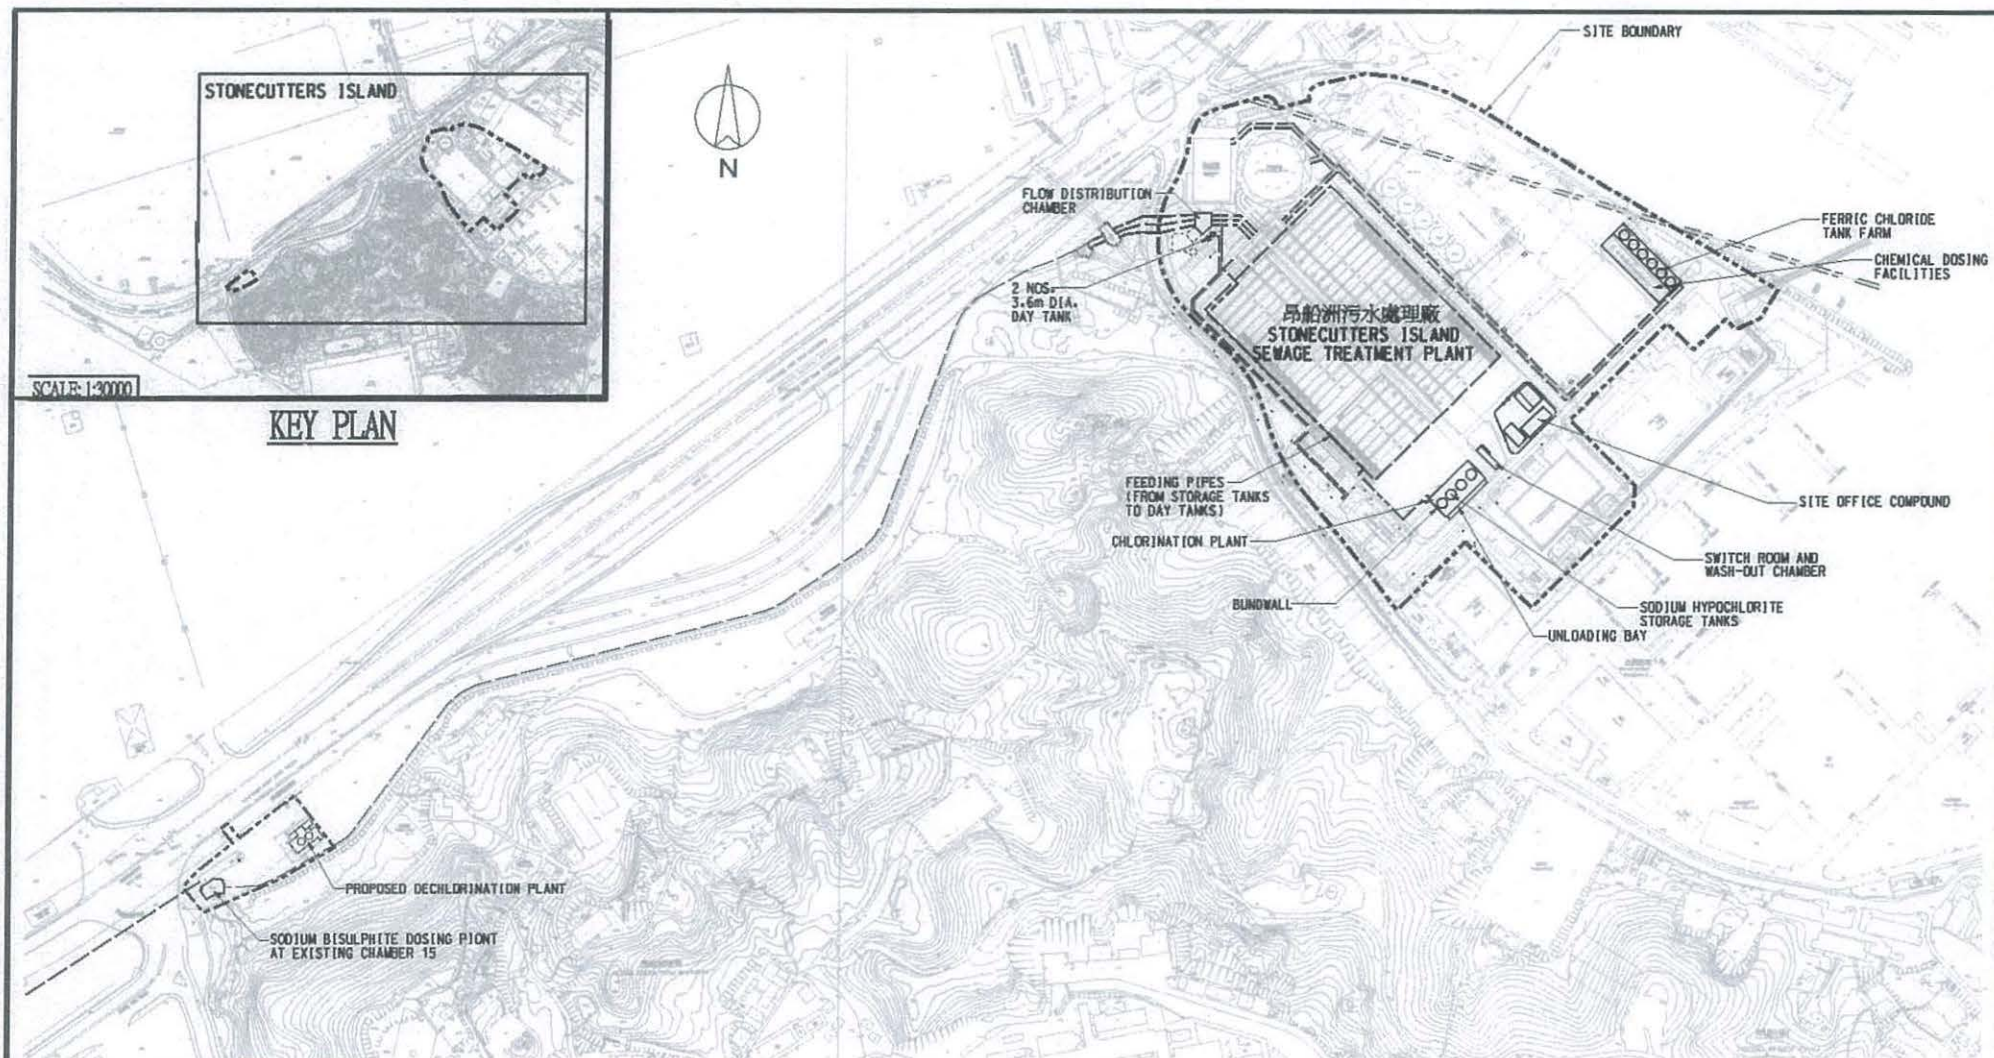 STONECUTTERS ISLAND
SCALE: 1:30000
KEY PLAN
N
SITE BOUNDARY
FLOW DISTRIBUTION
CHAMBER
2 NOS.
3.6m DIA.
DAY TANK
昂船洲污水處理廠
STONECUTTERS ISLAND
SEWAGE TREATMENT PLANT
FERRIC CHLORIDE
TANK FARM
CHEMICAL DOSING
FACILITIES
FEEDING PIPES
(FROM STORAGE TANKS
TO DAY TANKS)
CHLORINATION PLANT
BUNDWALL
SITE OFFICE COMPOUND
SWITCH ROOM AND
WASH-OUT CHAMBER
SODIUM HYPOCHLORITE
STORAGE TANKS
UNLOADING BAY
PROPOSED DECHLORINATION PLANT
SODIUM BISULPHITE DOSING PIONT
AT EXISTING CHAMBER 15